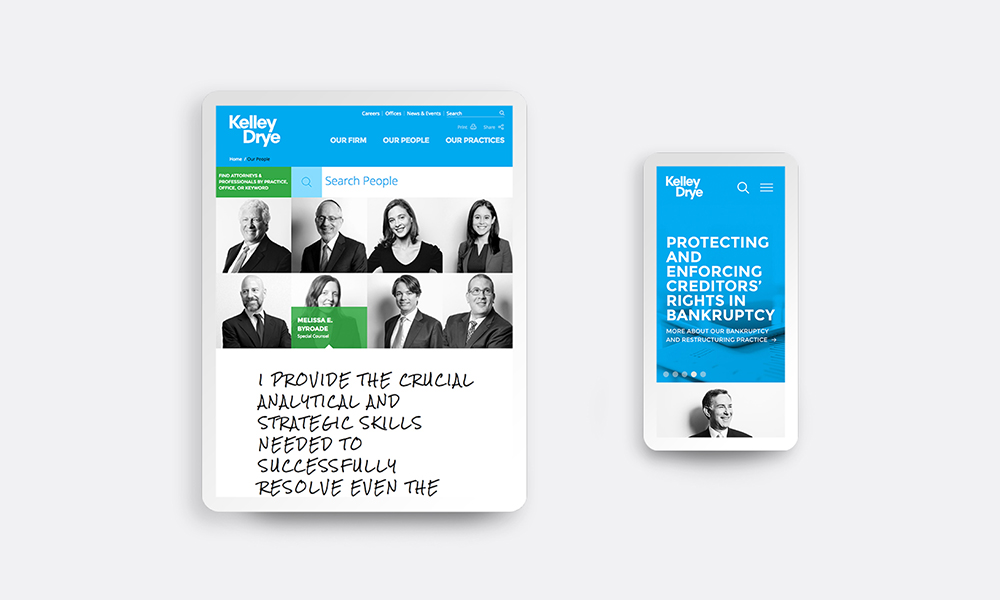 Kelley
Drye
Careers | Offices | News & Events | Search
Print Share
OUR FIRM OUR PEOPLE OUR PRACTICES
Home / Our People
FIND ATTORNEYS &
PROFESSIONALS BY PRACTICE,
OFFICE, OR KEYWORD
Search People
MELISSA E.
BYROADE
Special Counsel
I PROVIDE THE CRUCIAL
ANALYTICAL AND
STRATEGIC SKILLS
NEEDED TO
SUCCESSFULLY
RESOLVE EVEN THE
Kelley
Drye
PROTECTING
AND
ENFORCING
CREDITORS'
RIGHTS IN
BANKRUPTCY
MORE ABOUT OUR BANKRUPTCY
AND RESTRUCTURING PRACTICE →